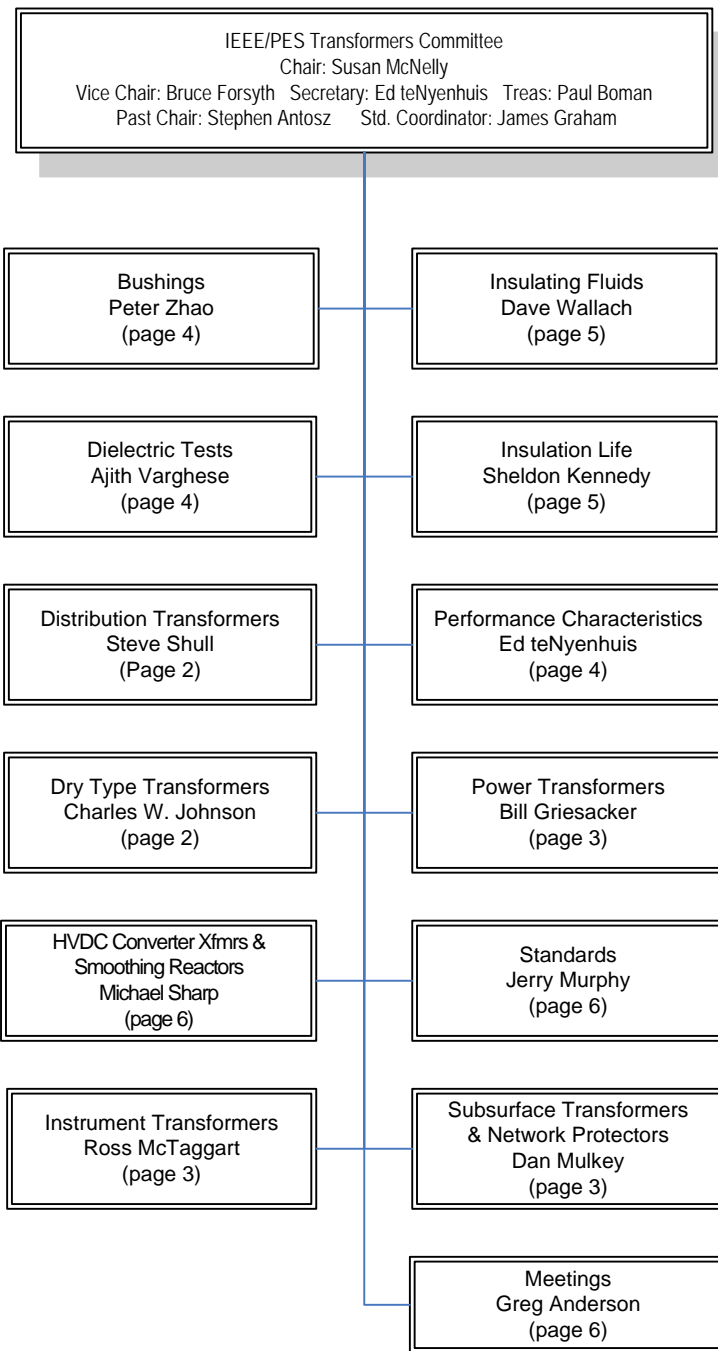 IEEE/PES Transformers Committee
Chair: Susan McNelly
Vice Chair: Bruce Forsyth Secretary: Ed teNyenhuis Treas: Paul Boman
Past Chair: Stephen Antosz Std. Coordinator: James Graham
Bushings
Peter Zhao
(page 4)
Insulating Fluids
Dave Wallach
(page 5)
Dielectric Tests
Ajith Varghese
(page 4)
Insulation Life
Sheldon Kennedy
(page 5)
Distribution Transformers
Steve Shull
(Page 2)
Performance Characteristics
Ed teNyenhuis
(page 4)
Dry Type Transformers
Charles W. Johnson
(page 2)
Power Transformers
Bill Griesacker
(page 3)
HVDC Converter Xfmrs &
Smoothing Reactors
Michael Sharp
(page 6)
Standards
Jerry Murphy
(page 6)
Instrument Transformers
Ross McTaggart
(page 3)
Subsurface Transformers
& Network Protectors
Dan Mulkey
(page 3)
Meetings
Greg Anderson
(page 6)